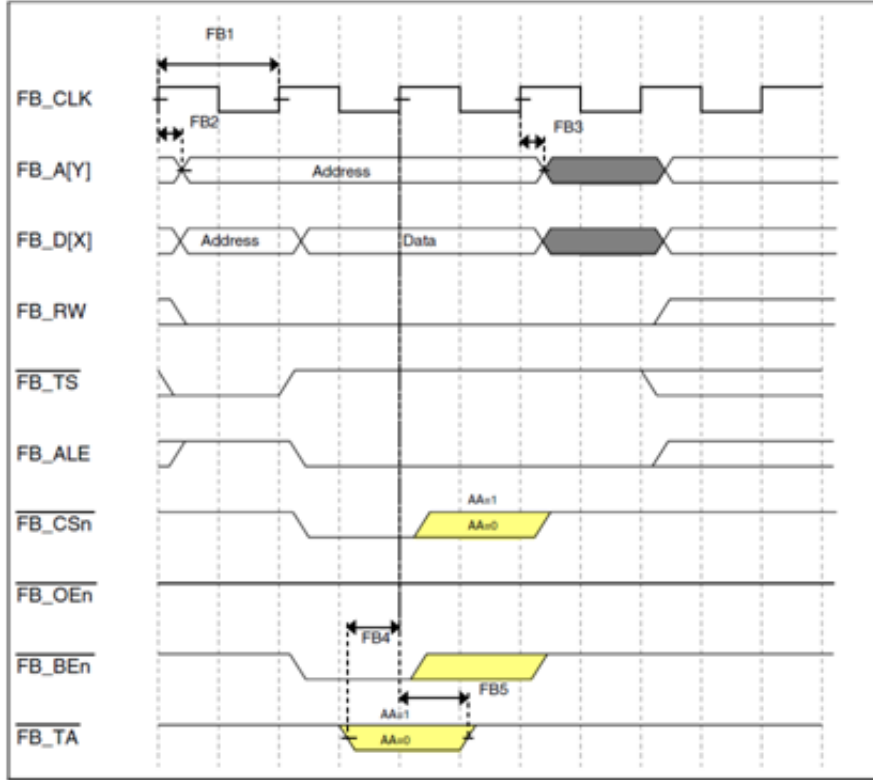 FB1
FB_CLK
FB2
FB3
FB_A[Y]
Address
FB_D[X]
Address
Data
FB_RW
FB_TS
FB_ALE
AA=1
FB_CSn
AA=0
FB_OEn
FB4
FB_BEn
FB5
AA=1
FB_TA
AA=0